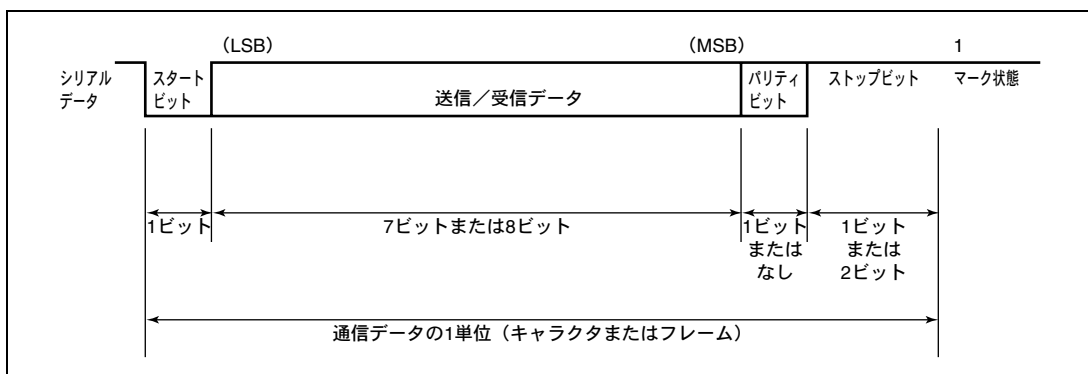 （LSB）
（MSB）
1
シリアル
データ
スタート
ビット
送信／受信データ
パリティ
ビット
ストップビット
マーク状態
1ビット
7ビットまたは8ビット
1ビット
または
なし
1ビット
または
2ビット
通信データの1単位（キャラクタまたはフレーム）